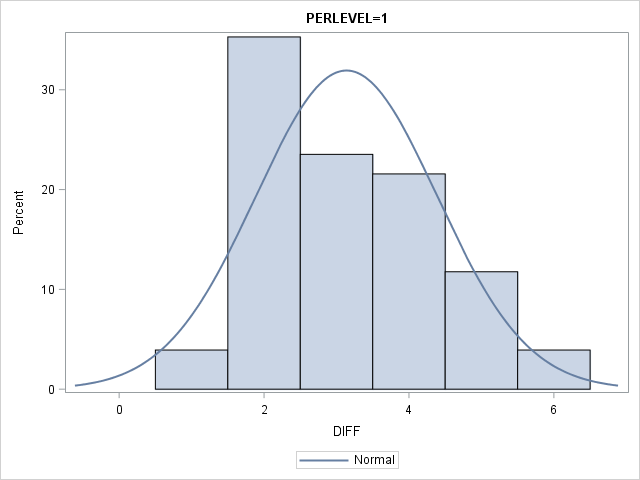 PERLEVEL=1
30
20
10
0
Percent
0 2 4 6
DIFF
Normal